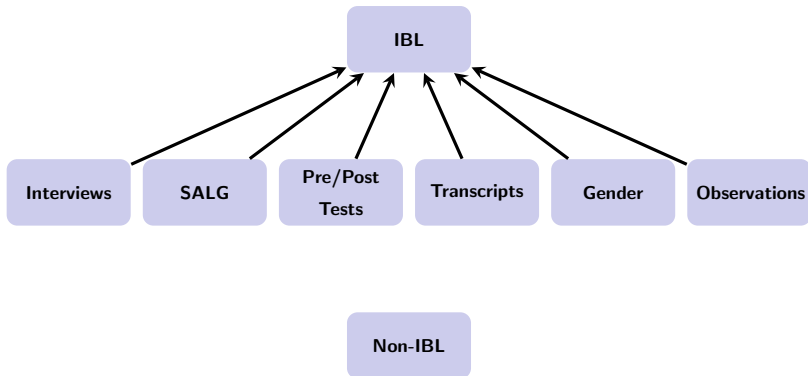 IBL
Interviews
SALG
Pre/Post
Tests
Transcripts
Gender
Observations
Non-IBL